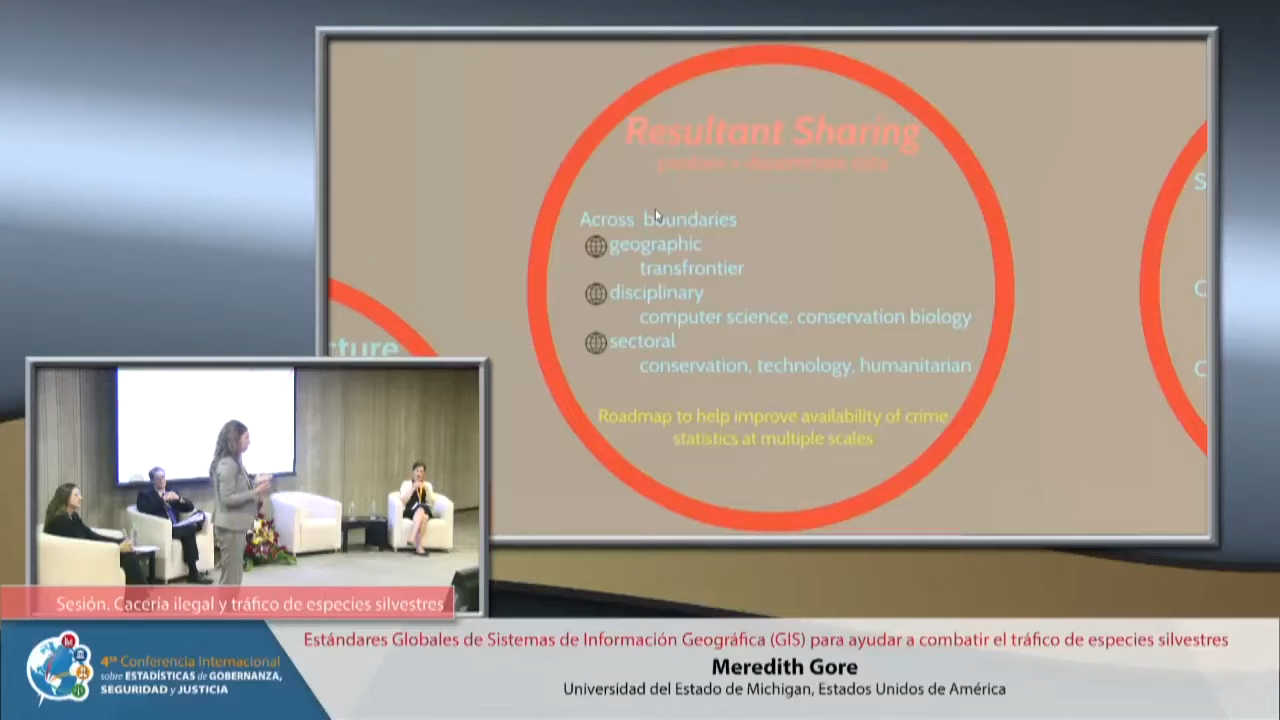 Resultant Sharing
Across boundaries
geographic
transfrontier
disciplinary
computer science, conservation biology
sectoral
conservation, technology, humanitarian
Roadmap to help improve availability of crime
statistics at multiple scales
S
C
C
ture
Sesión. Cacería ilegal y tráfico de especies silvestres
Estándares Globales de Sistemas de Información Geográfica (GIS) para ayudar a combatir el tráfico de especies silvestres
Meredith Gore
Universidad del Estado de Michigan, Estados Unidos de América
4ta Conferencia Internacional
sobre ESTADÍSTICAS de GOBERNANZA,
SEGURIDAD y JUSTICIA